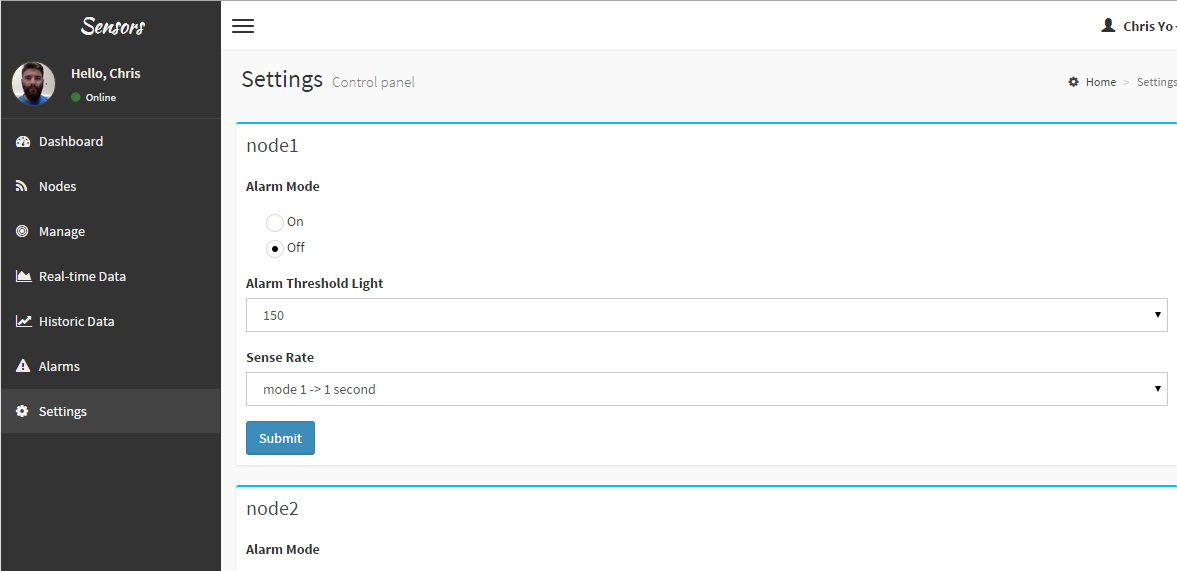 Sensors
Hello, Chris
Online
Dashboard
Nodes
Manage
Real-time Data
Historic Data
Alarms
Settings
Chris Yo
Settings Control panel
Home > Settings
node1
Alarm Mode
On
Off
Alarm Threshold Light
150
Sense Rate
mode 1 -> 1 second
Submit
node2
Alarm Mode